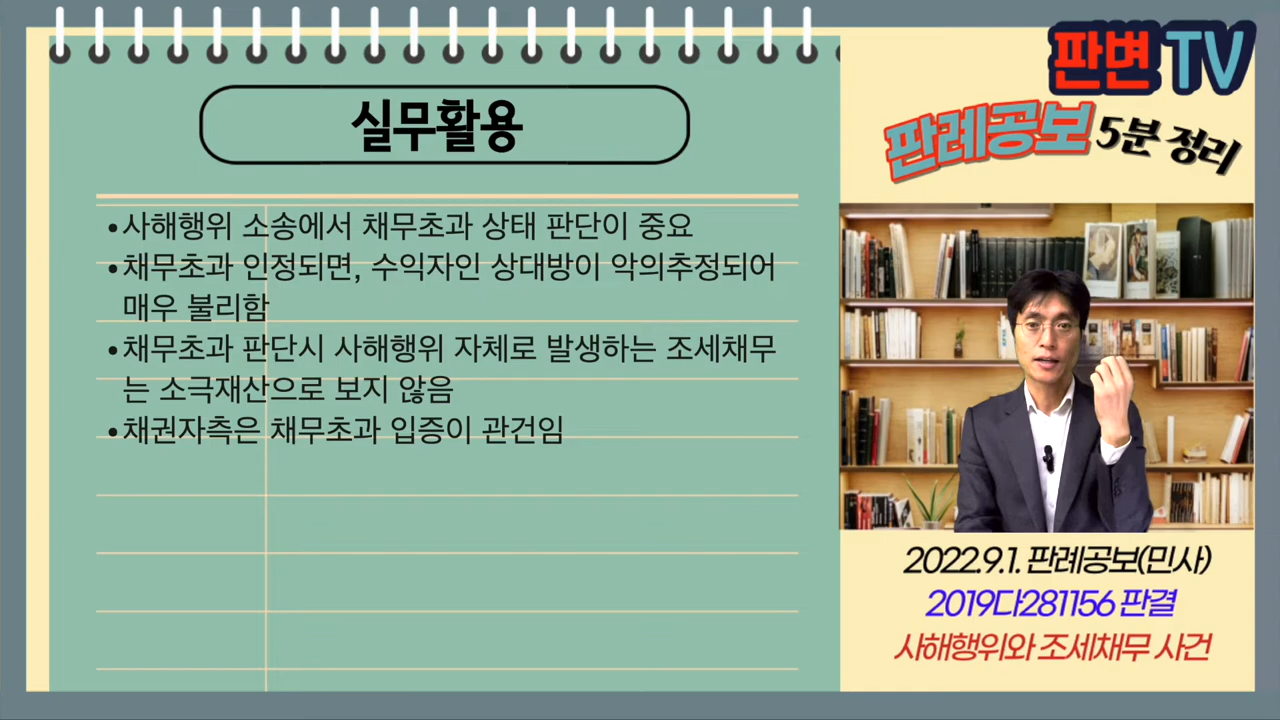 실무활용
•사해행위 소송에서 채무초과 상태 판단이 중요
•채무초과 인정되면, 수익자인 상대방이 악의추정되어
매우 불리함
•채무초과 판단시 사해행위 자체로 발생하는 조세채무
는 소극재산으로 보지 않음
•채권자측은 채무초과 입증이 관건임
판변 TV
판례공보 5분 정리
2022.9.1. 판례공보(민사)
2019다281156 판결
사해행위와 조세채무 사건